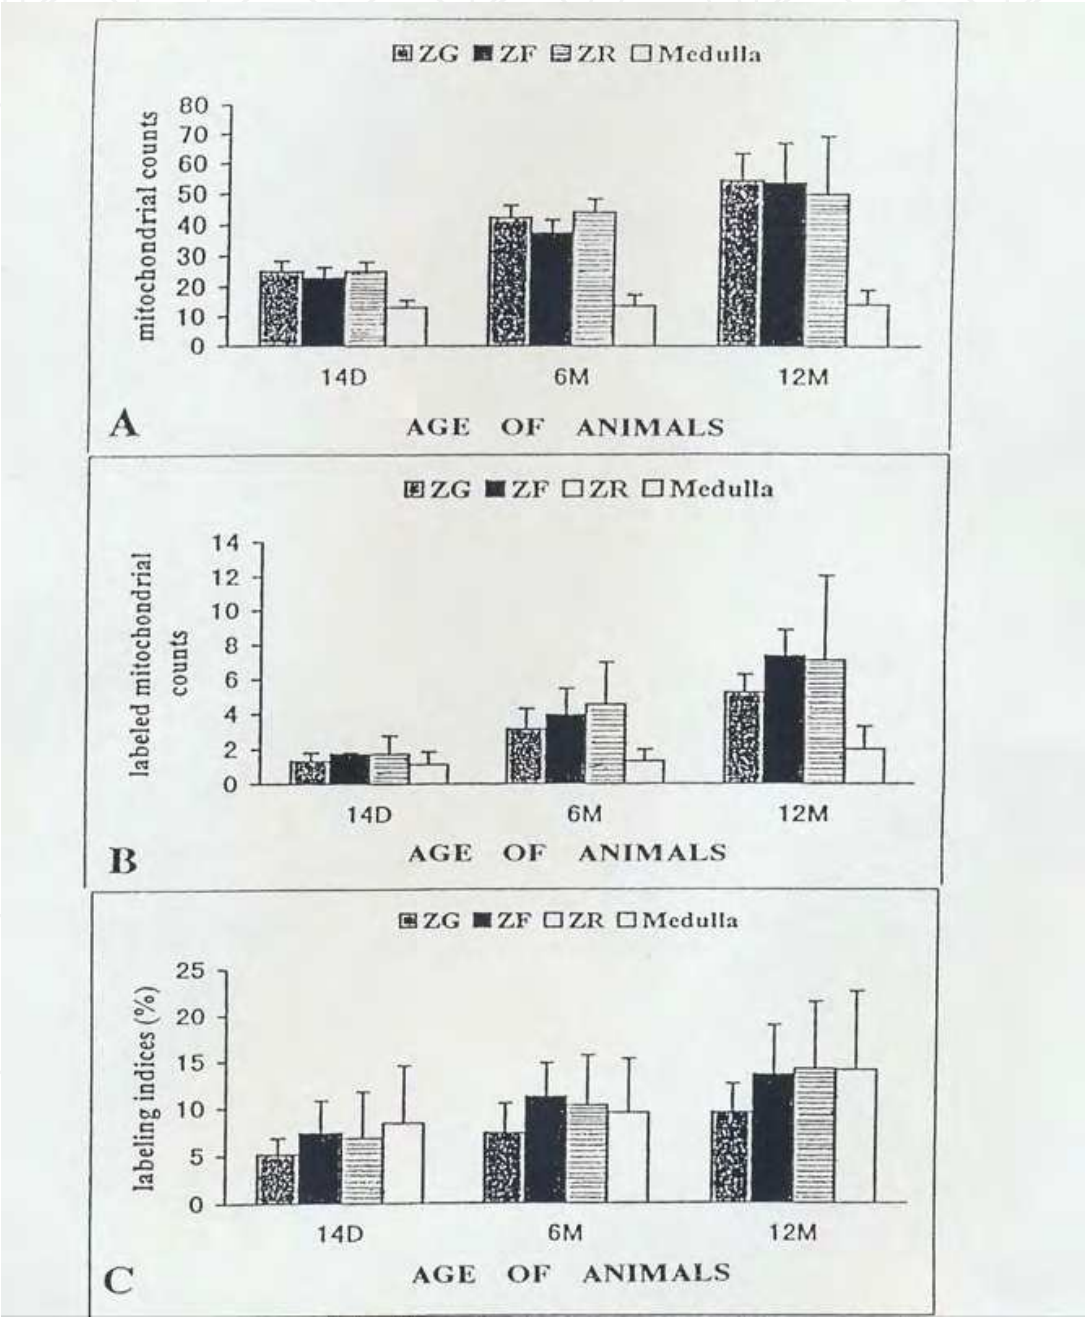 ZG ZF ZR Medulla
mitochondrial counts
80
70
60
50
40
30
20
10
0
14D 6M 12M
A
AGE OF ANIMALS
ZG ZF ZR Medulla
labeled mitochondrial
counts
14
12
10
8
6
4
2
0
14D 6M 12M
B
AGE OF ANIMALS
ZG ZF ZR Medulla
labeling indices (%)
25
20
15
10
5
0
14D 6M 12M
C
AGE OF ANIMALS